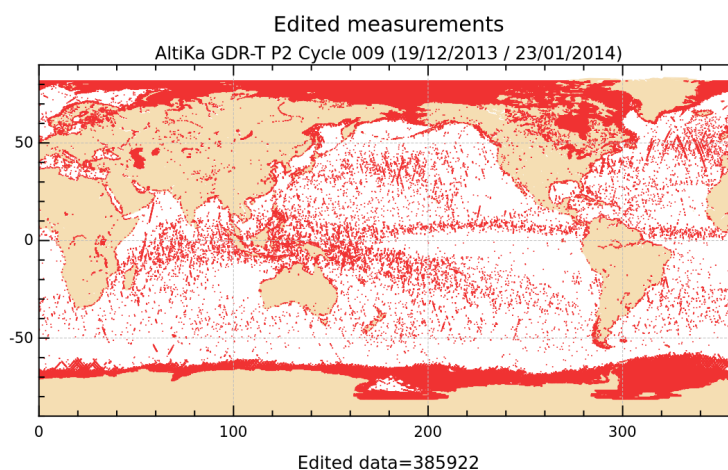 Edited measurements
AltiKa GDR-T P2 Cycle 009 (19/12/2013 / 23/01/2014)
50
0
-50
0 100 200 300
Edited data=385922